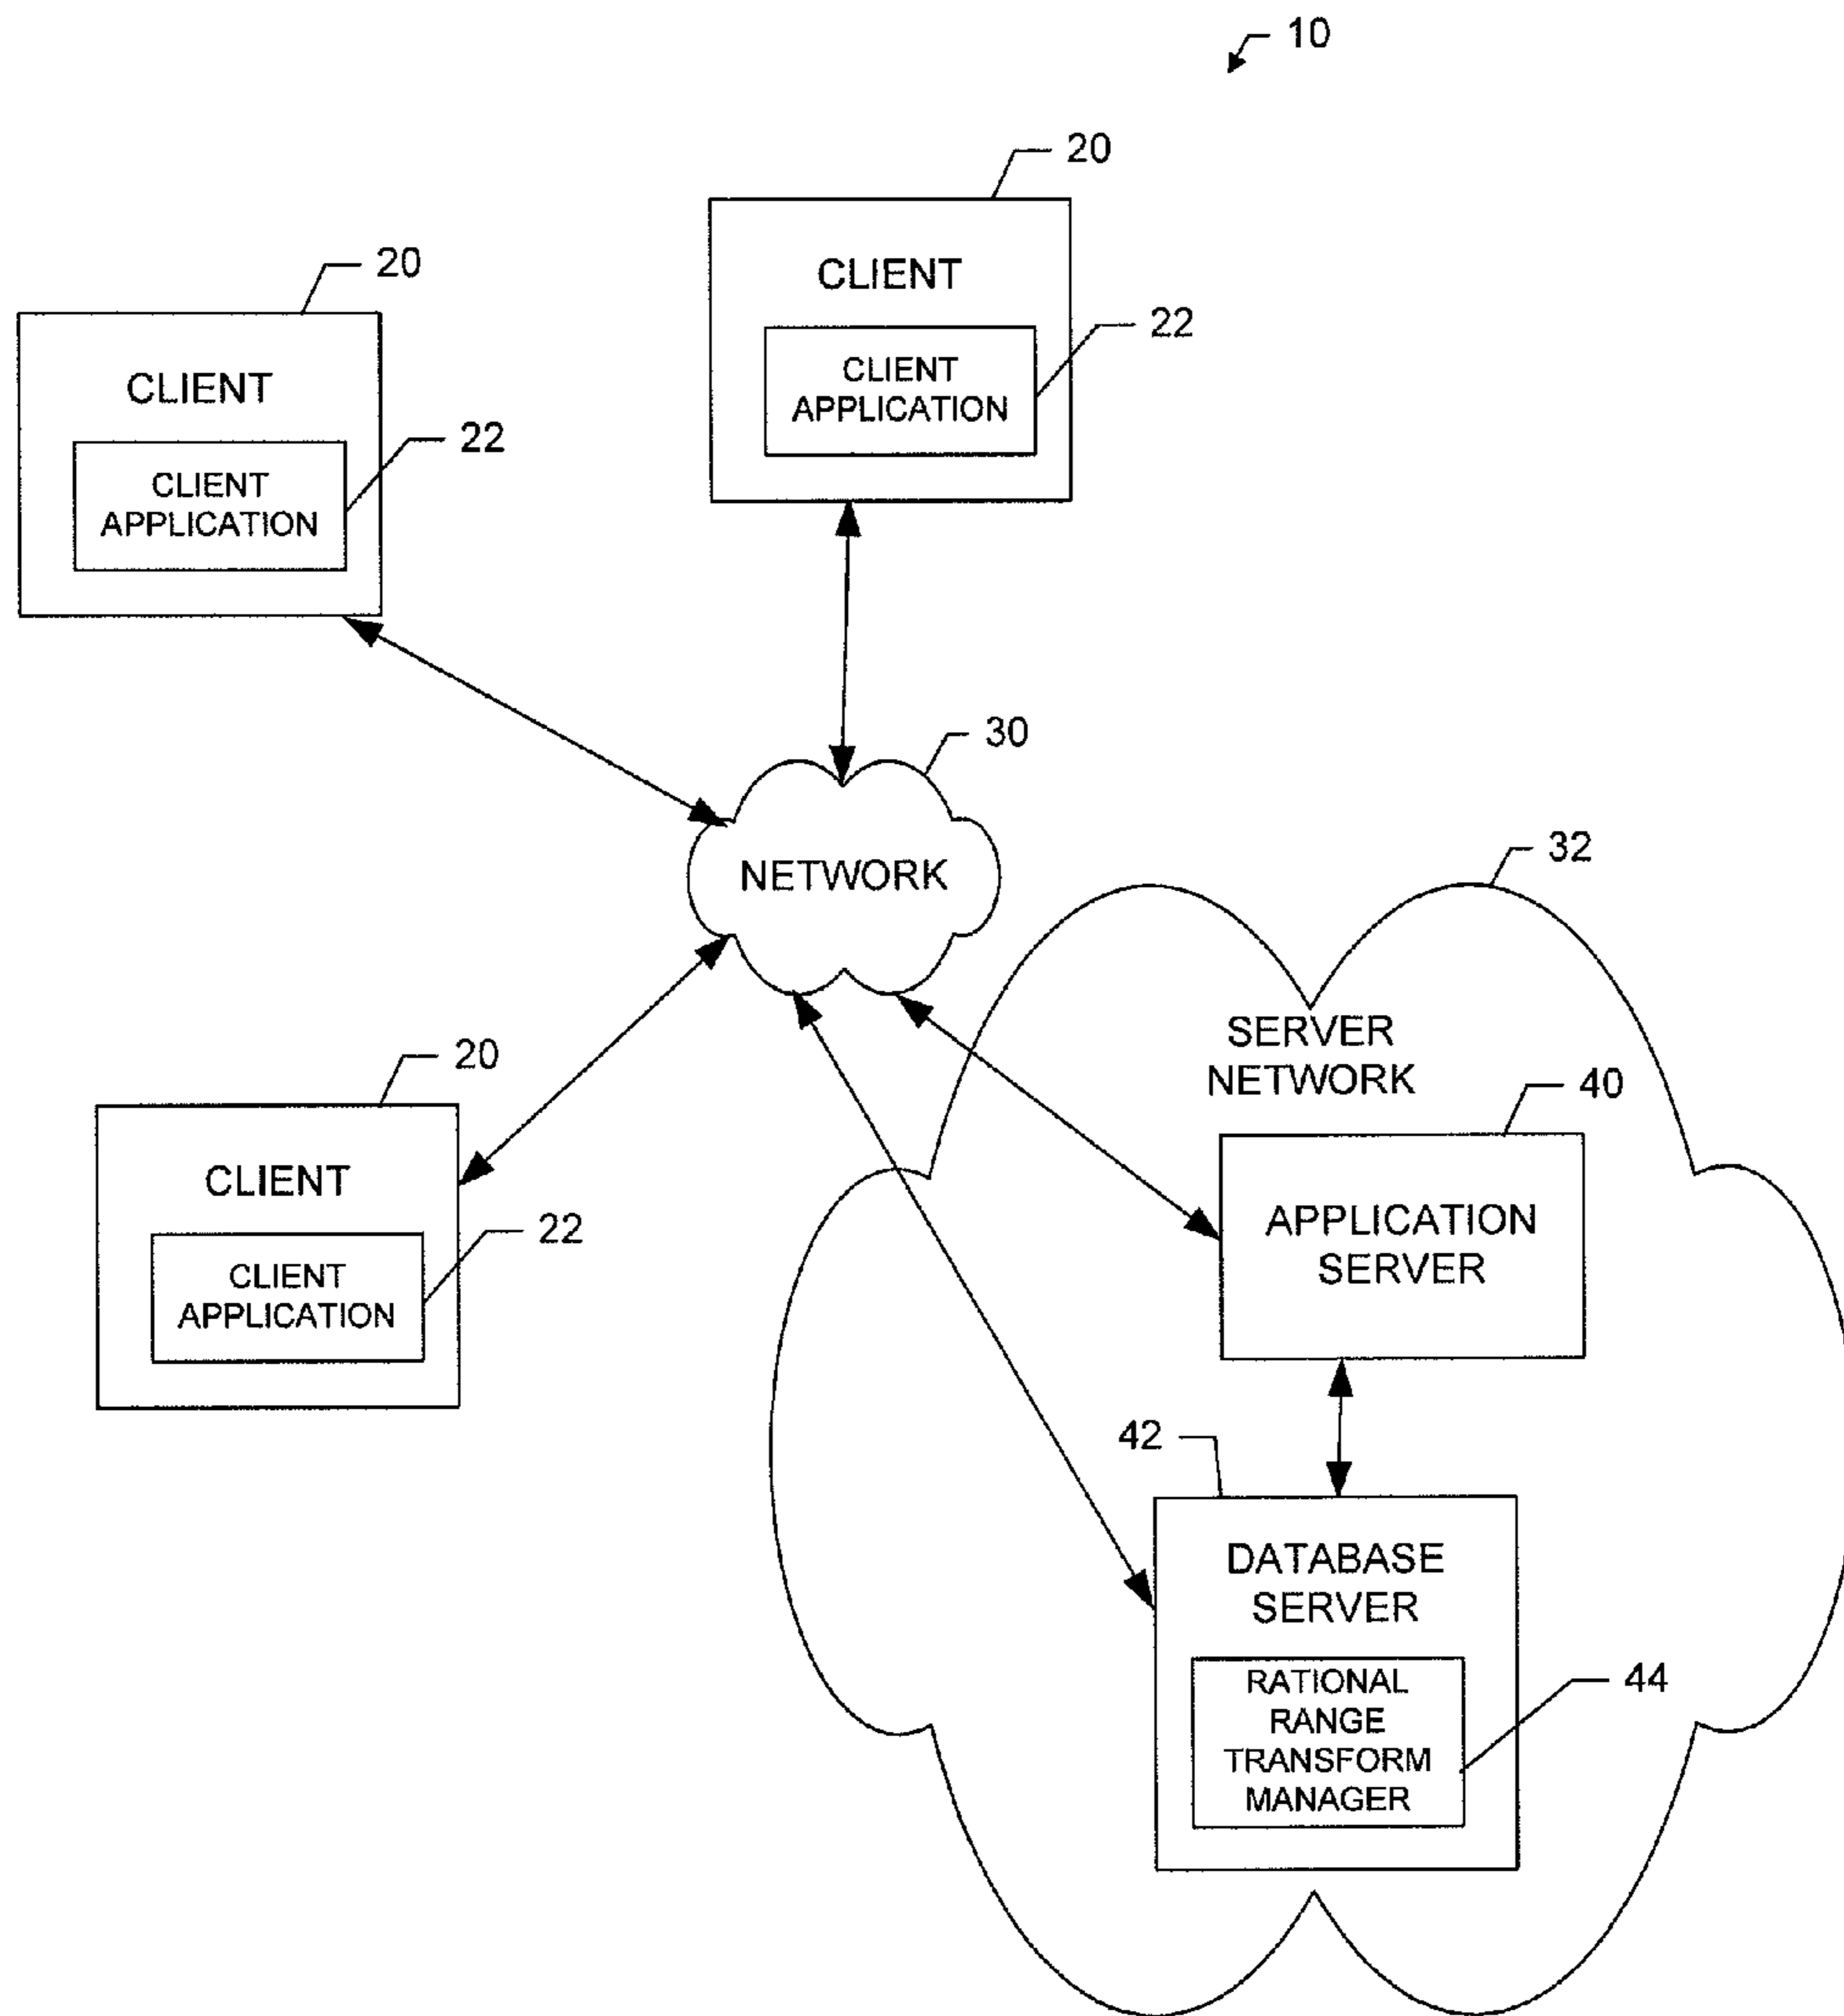 10
20
CLIENT
22
CLIENT
APPLICATION
20
CLIENT
22
CLIENT
APPLICATION
30
NETWORK
32
SERVER
NETWORK
20
CLIENT
22
CLIENT
APPLICATION
40
APPLICATION
SERVER
42
DATABASE
SERVER
RATIONAL
RANGE
TRANSFORM
MANAGER
44